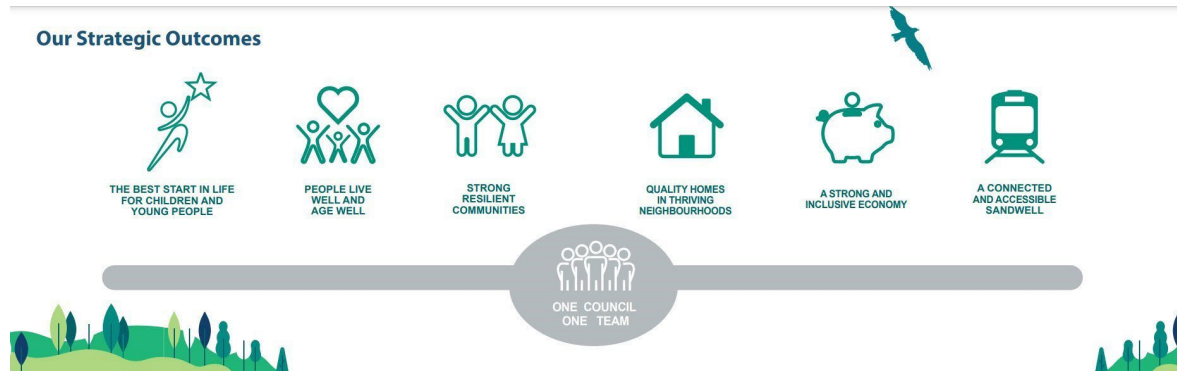 Our Strategic Outcomes
THE BEST START IN LIFE
FOR CHILDREN AND
YOUNG PEOPLE
PEOPLE LIVE
WELL AND
AGE WELL
STRONG
RESILIENT
COMMUNITIES
QUALITY HOMES
IN THRIVING
NEIGHBOURHOODS
A STRONG AND
INCLUSIVE ECONOMY
A CONNECTED
AND ACCESSIBLE
SANDWELL
ONE COUNCIL
ONE TEAM